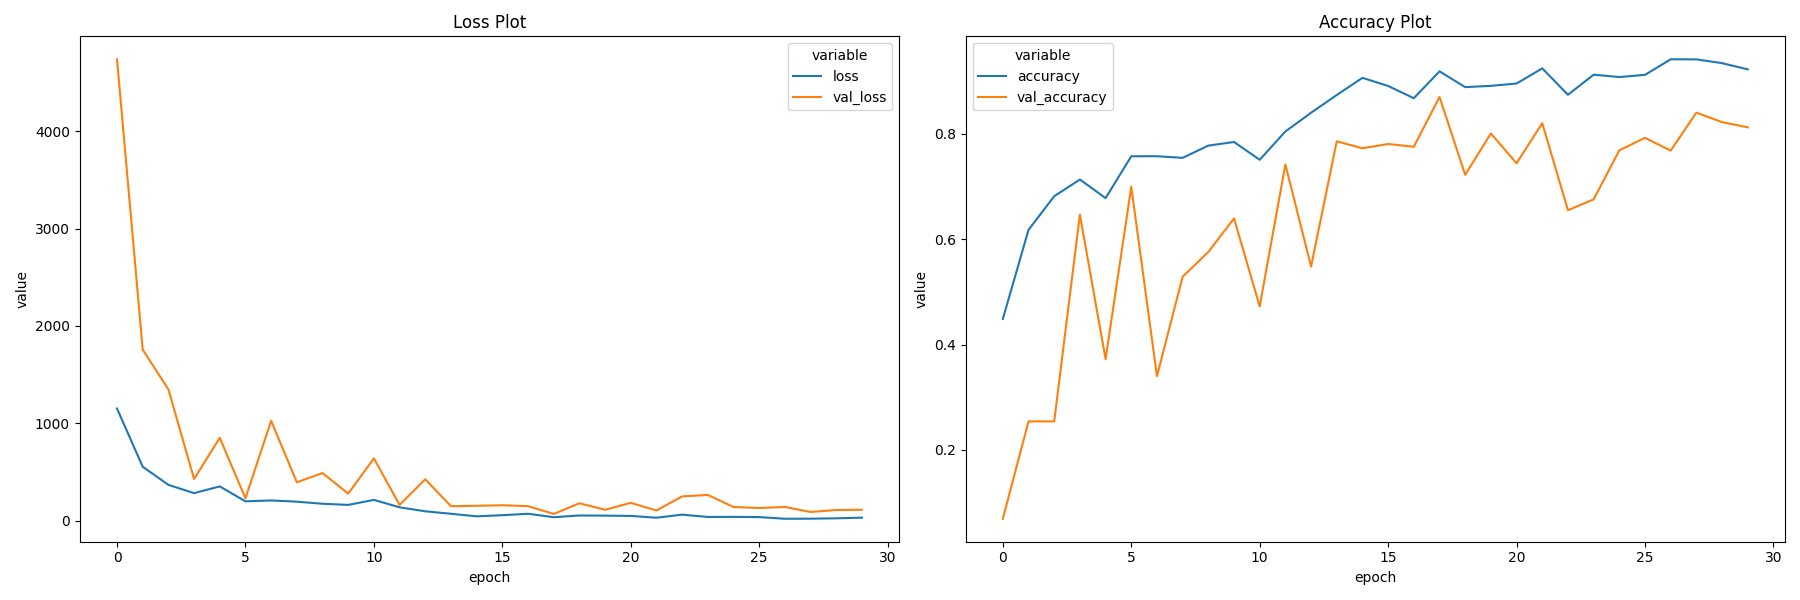 Loss Plot
variable
loss
val_loss
value
4000
3000
2000
1000
0
0 5 10 15 20 25 30
epoch
Accuracy Plot
variable
accuracy
val_accuracy
value
0.8
0.6
0.4
0.2
0 5 10 15 20 25 30
epoch